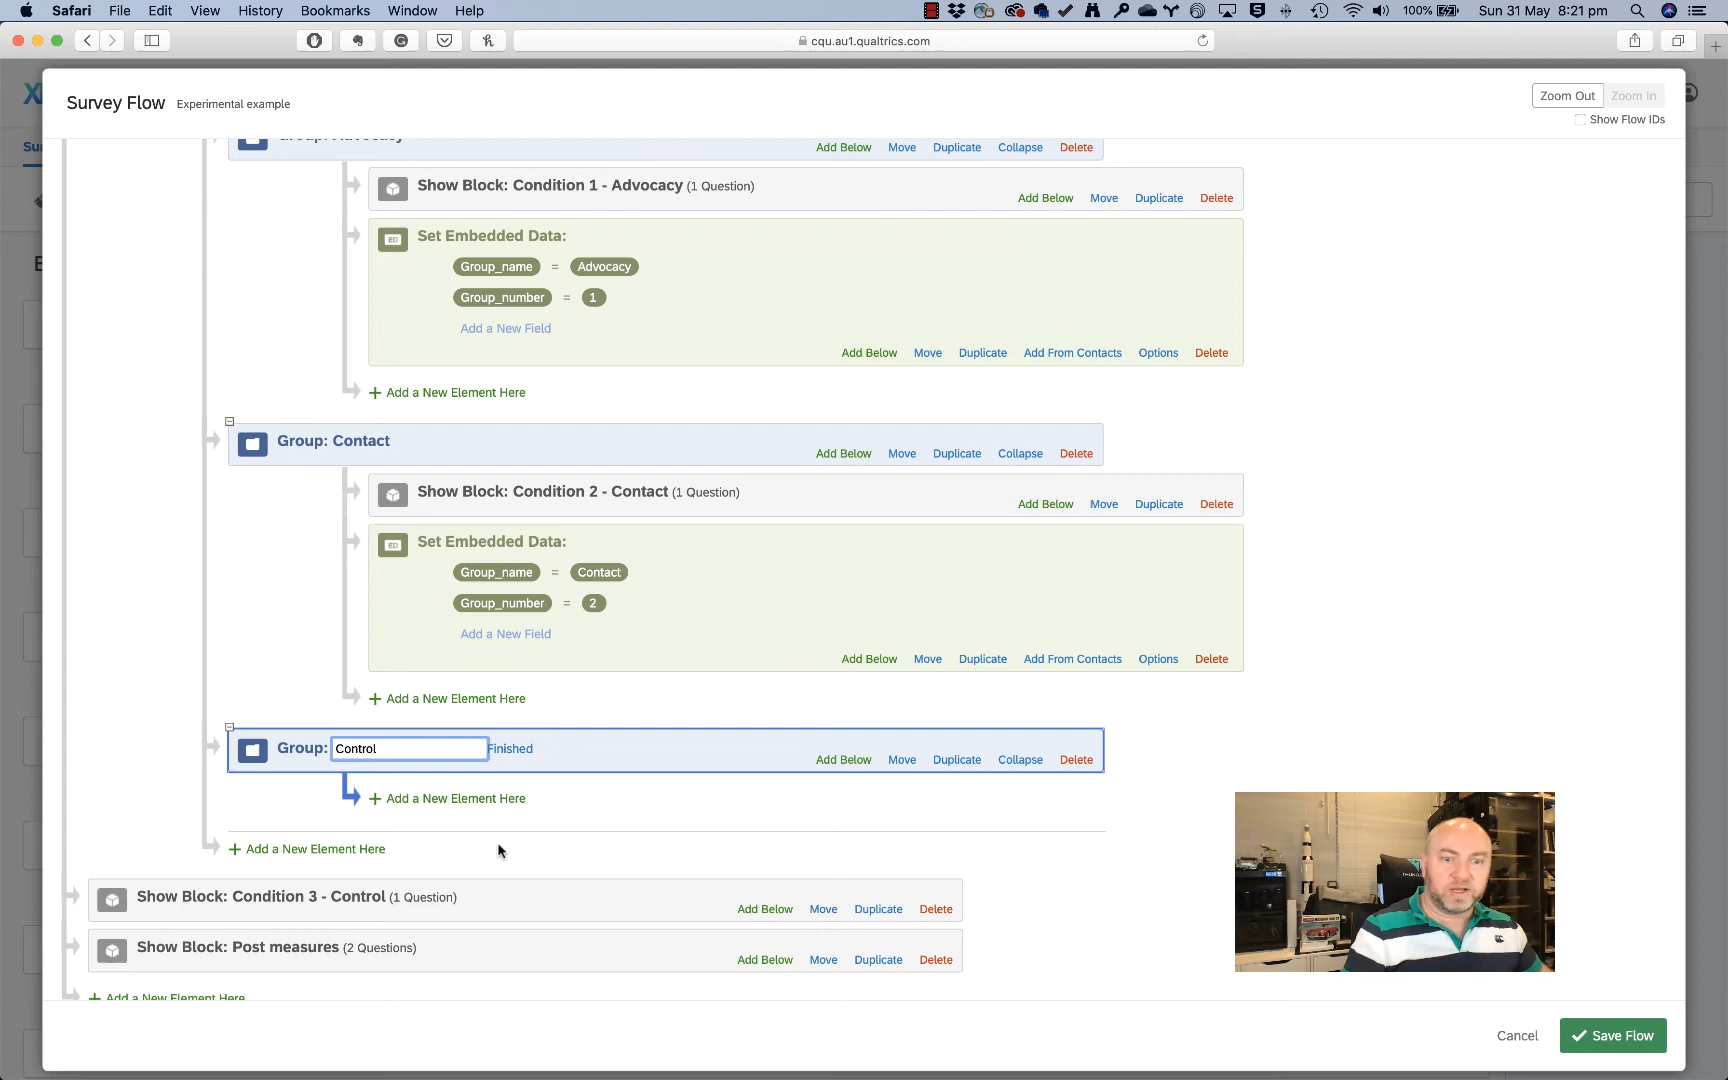 Safari File Edit View History Bookmarks Window Help 100% Sun 31 May 8:21 pm
cqu.au1.qualtrics.com
Survey Flow Experimental example
Zoom Out Zoom In
Show Flow IDs
Group: Advocacy
Add Below Move Duplicate Collapse Delete
Show Block: Condition 1 - Advocacy (1 Question)
Add Below Move Duplicate Delete
ED Set Embedded Data:
Group_name = Advocacy
Group_number = 1
Add a New Field
Add Below Move Duplicate Add From Contacts Options Delete
+ Add a New Element Here
Group: Contact
Add Below Move Duplicate Collapse Delete
Show Block: Condition 2 - Contact (1 Question)
Add Below Move Duplicate Delete
ED Set Embedded Data:
Group_name = Contact
Group_number = 2
Add a New Field
Add Below Move Duplicate Add From Contacts Options Delete
+ Add a New Element Here
Group: Control Finished
Add Below Move Duplicate Collapse Delete
+ Add a New Element Here
+ Add a New Element Here
Show Block: Condition 3 - Control (1 Question)
Add Below Move Duplicate Delete
Show Block: Post measures (2 Questions)
Add Below Move Duplicate Delete
+ Add a New Element Here
Cancel Save Flow